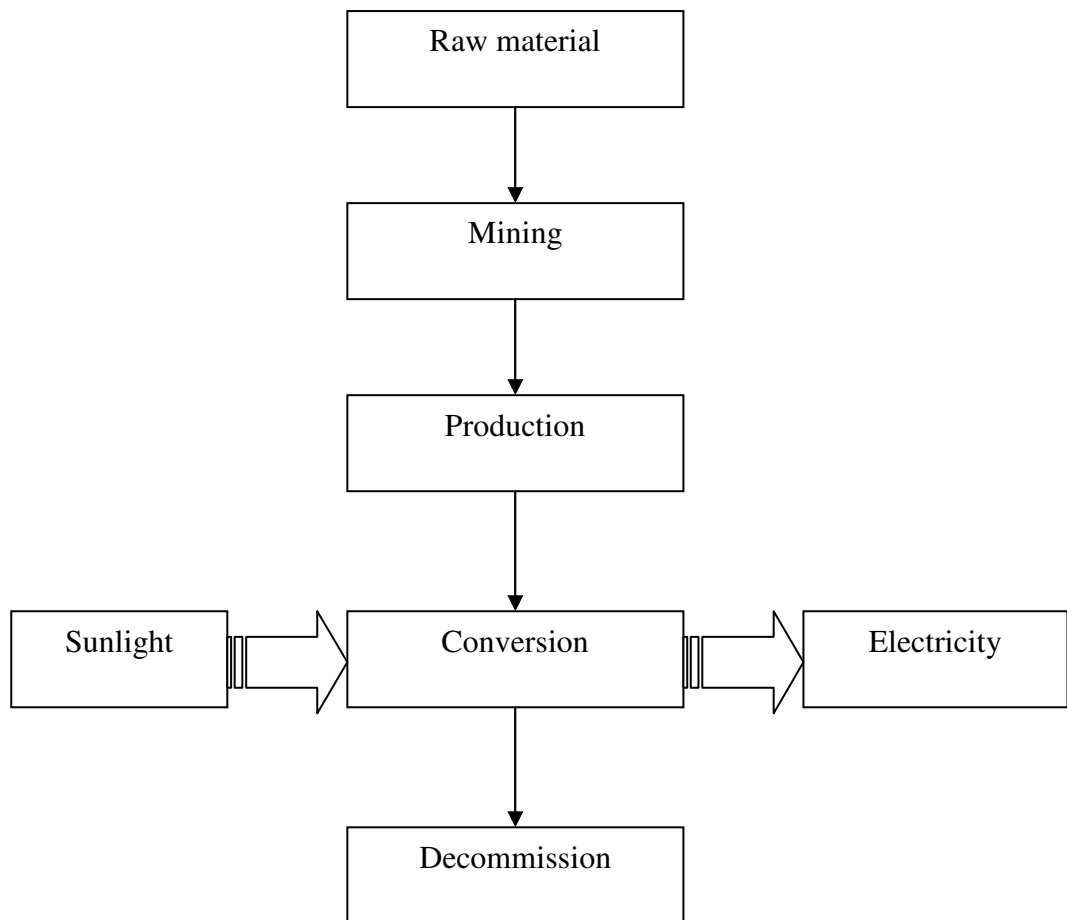 Raw material
Mining
Production
Sunlight
Conversion
Electricity
Decommission